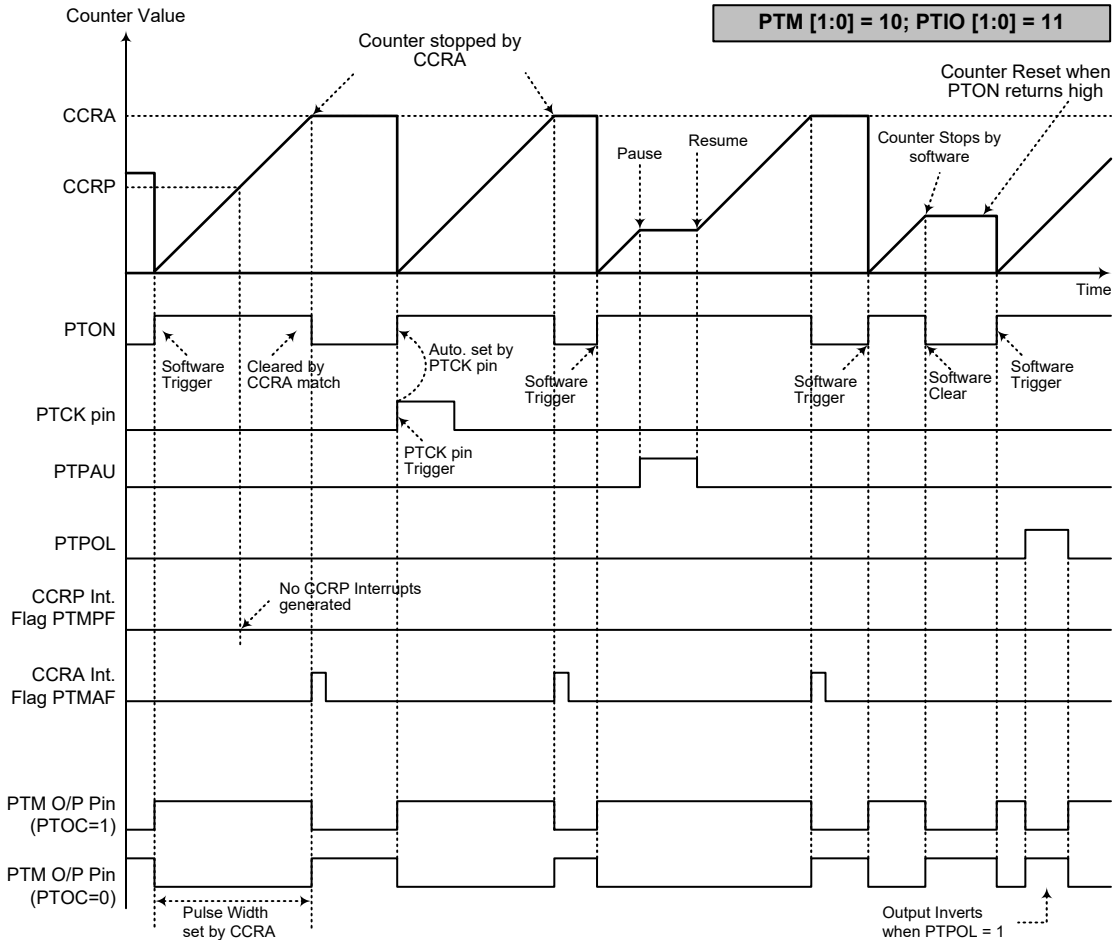 Counter Value
PTM [1:0] = 10; PTIO [1:0] = 11
Counter stopped by
CCRA
Counter Reset when
PTON returns high
CCRA
Pause
Resume
Counter Stops by
software
CCRP
Time
PTON
Software
Trigger
Cleared by
CCRA match
Auto. set by
PTCK pin
Software
Trigger
Software
Trigger
Software
Clear
Software
Trigger
PTCK pin
PTCK pin
Trigger
PTPAU
PTPOL
CCRP Int.
Flag PTMPF
No CCRP Interrupts
generated
CCRA Int.
Flag PTMAF
PTM O/P Pin
(PTOC=1)
PTM O/P Pin
(PTOC=0)
Pulse Width
set by CCRA
Output Inverts
when PTPOL = 1